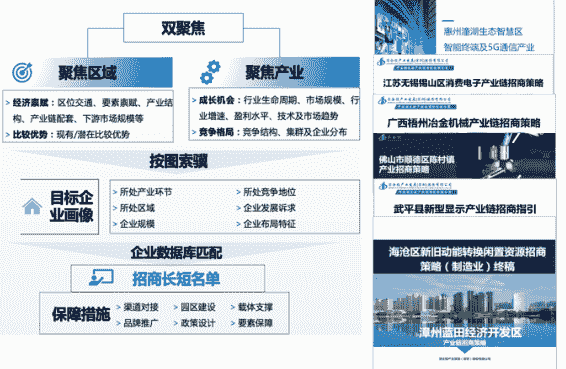 双聚焦
聚焦区域
聚焦产业
经济禀赋：区位交通、要素禀赋、产业结
构、产业链配套、下游市场规模等
比较优势：现有/潜在比较优势
成长机会：行业生命周期、市场规模、行
业增速、盈利水平、技术及市场趋势
竞争格局：竞争结构、集群及企业分布
按图索骥
目标企
业画像
所处产业环节
所处区域
企业规模
所处竞争地位
企业发展诉求
企业布局特征
企业数据库匹配
招商长短名单
保障措施
渠道对接
园区建设
载体支撑
品牌推广
政策设计
要素保障
惠州潼湖生态智慧区
智能终端及5G通信产业
江苏无锡锡山区消费电子产业链招商策略
广西梧州冶金机械产业链招商策略
佛山市顺德区陈村镇
产业招商策略
武平县新型显示产业链招商指引
海沧区新旧动能转换闲置资源招商
策略（制造业）终稿
漳州蓝田经济开发区
产业链招商策略